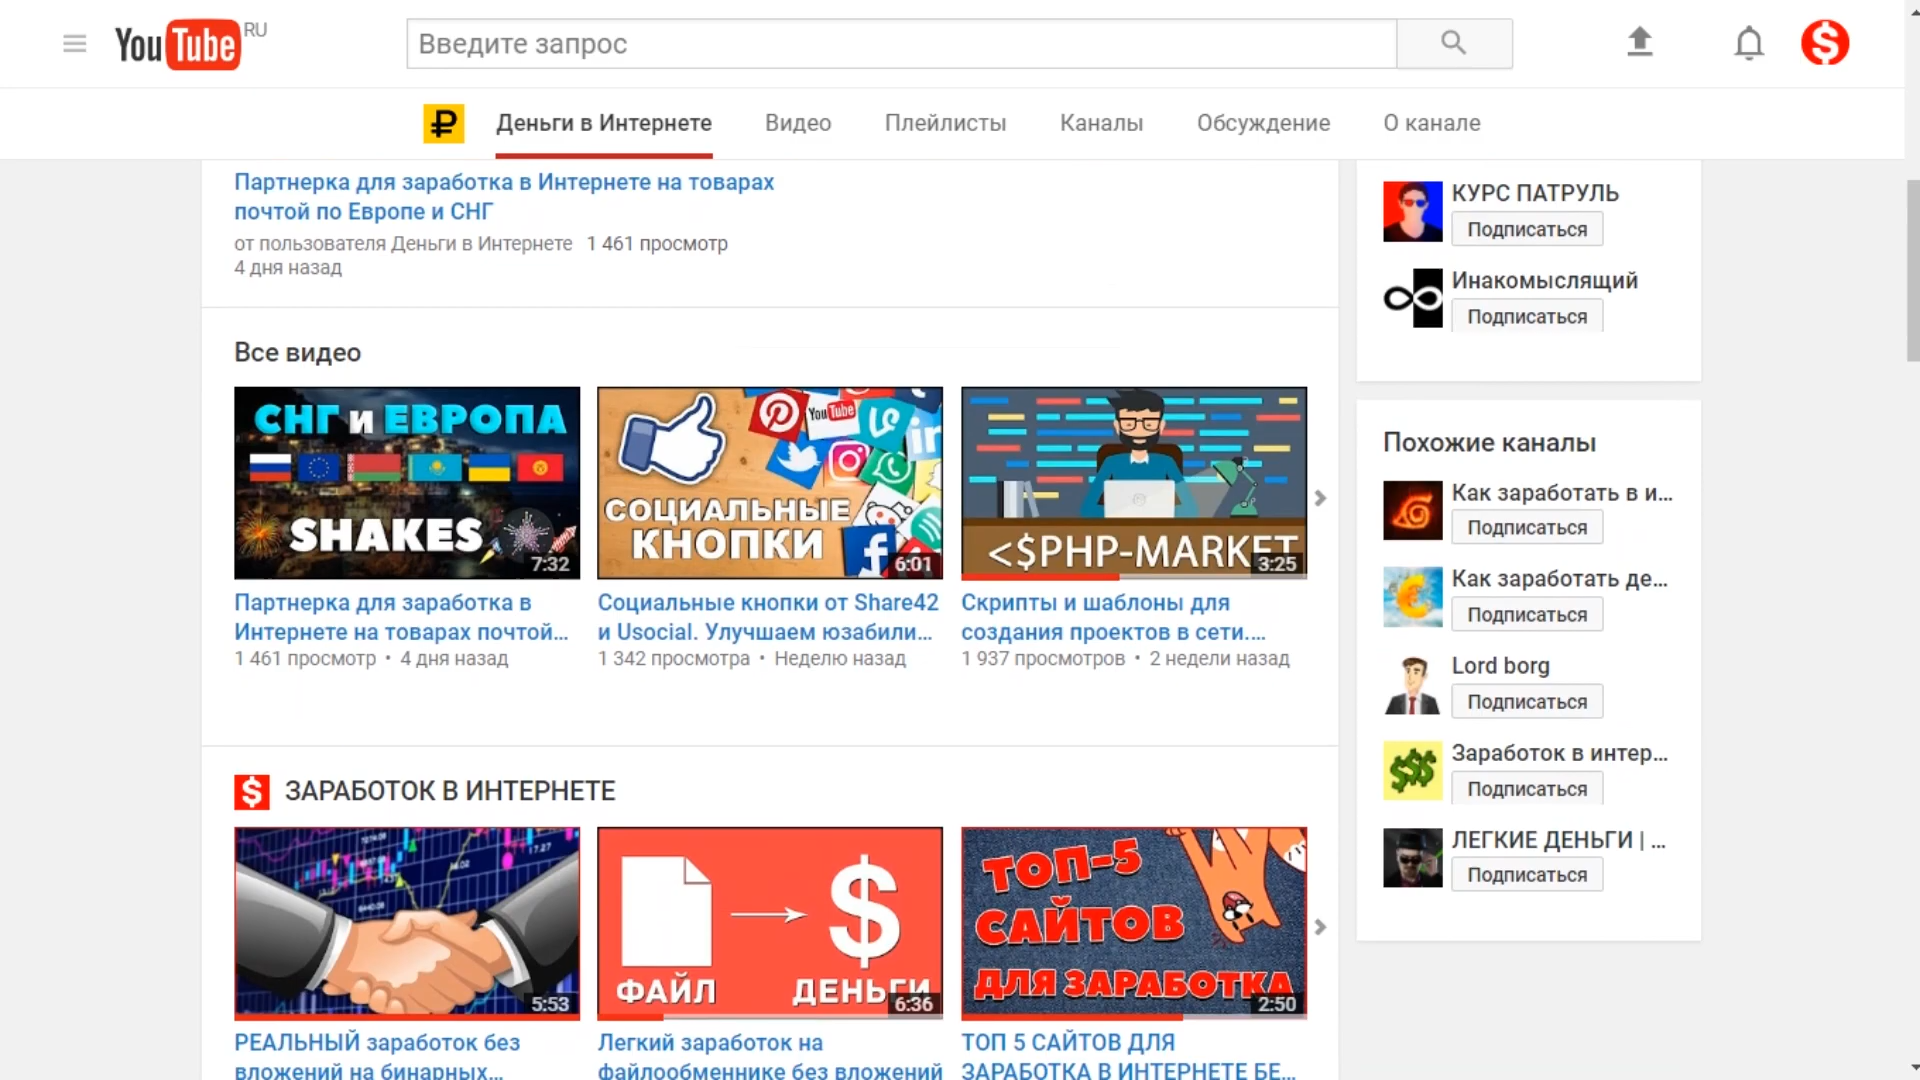 YouTube RU
Введите запрос
Деньги в Интернете
Видео
Плейлисты
Каналы
Обсуждение
О канале
Партнерка для заработка в Интернете на товарах
почтой по Европе и СНГ
от пользователя Деньги в Интернете 1 461 просмотр
4 дня назад
Все видео
СНГ и ЕВРОПА
SHAKES
7:32
Партнерка для заработка в
Интернете на товарах почтой...
1 461 просмотр • 4 дня назад
YouTube
in
СОЦИАЛЬНЫЕ
КНОПКИ
6:01
Социальные кнопки от Share42
и Usocial. Улучшаем юзабили...
1 342 просмотра • Неделю назад
<$PHP-MARKET
3:25
Скрипты и шаблоны для
создания проектов в сети....
1 937 просмотров • 2 недели назад
ЗАРАБОТОК В ИНТЕРНЕТЕ
17.27
5:53
РЕАЛЬНЫЙ заработок без
вложений на бинарных...
ФАЙЛ
ДЕНЬГИ
6:36
Легкий заработок на
файлообменнике без вложений
ТОП-5
САЙТОВ
ДЛЯ ЗАРАБОТКА
2:50
ТОП 5 САЙТОВ ДЛЯ
ЗАРАБОТКА В ИНТЕРНЕТЕ БЕ...
КУРС ПАТРУЛЬ
Подписаться
Инакомыслящий
Подписаться
Похожие каналы
Как заработать в и...
Подписаться
Как заработать де...
Подписаться
Lord borg
Подписаться
Заработок в интер...
Подписаться
ЛЕГКИЕ ДЕНЬГИ | ...
Подписаться